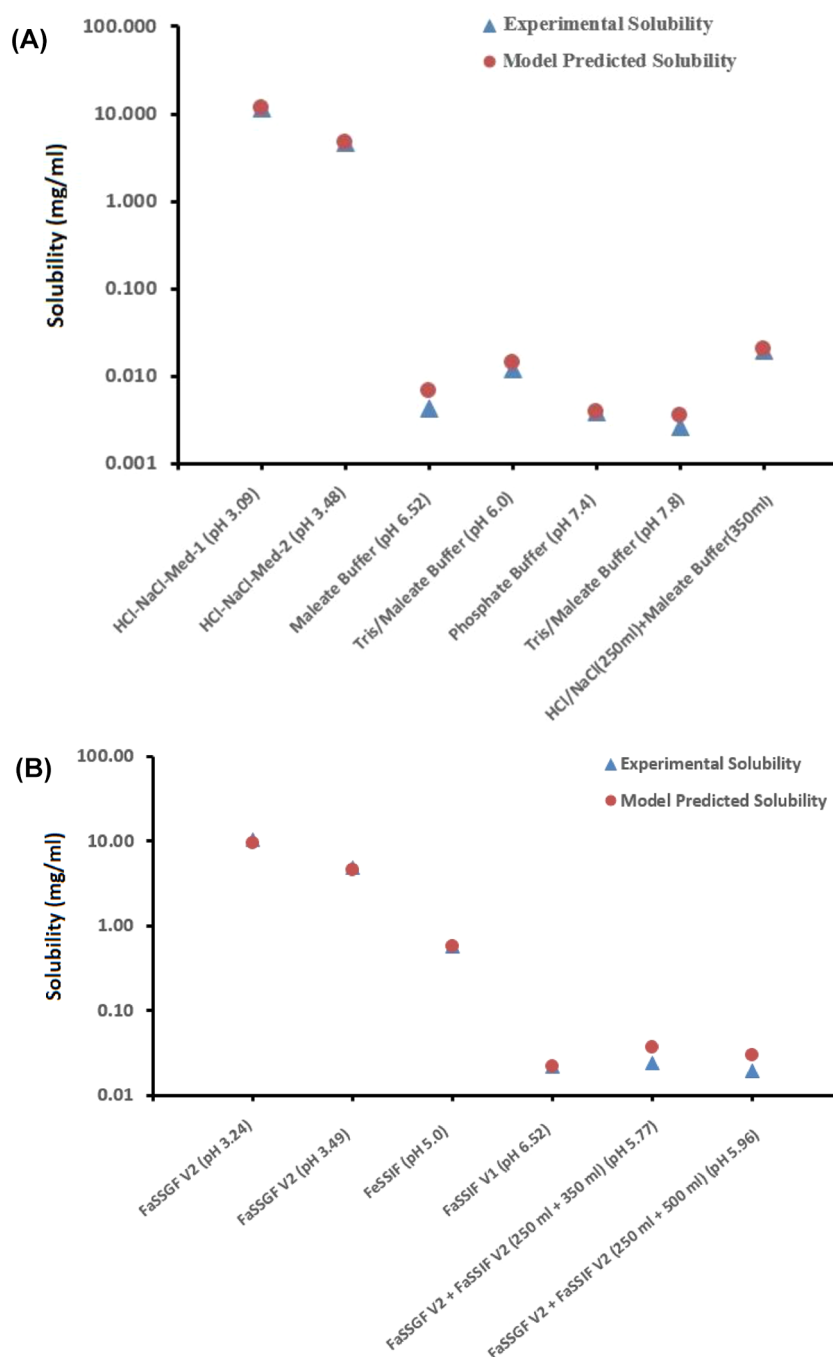 (A)
Experimental Solubility
Model Predicted Solubility
Solubility (mg/ml)
100.000
10.000
1.000
0.100
0.010
0.001
HCl-NaCl-Med-1 (pH 3.09)
HCl-NaCl-Med-2 (pH 3.48)
Maleate Buffer (pH 6.52)
Tris/Maleate Buffer (pH 6.0)
Phosphate Buffer (pH 7.4)
Tris/Maleate Buffer (pH 7.8)
HCl/NaCl(250ml)+Maleate Buffer(350ml)
(B)
Experimental Solubility
Model Predicted Solubility
Solubility (mg/ml)
100.00
10.00
1.00
0.10
0.01
FaSSGF V2 (pH 3.24)
FaSSGF V2 (pH 3.49)
FeSSIF (pH 5.0)
FaSSIF V1 (pH 6.52)
FaSSGF V2 + FaSSIF V2 (250 ml + 350 ml) (pH 5.77)
FaSSGF V2 + FaSSIF V2 (250 ml + 500 ml) (pH 5.96)